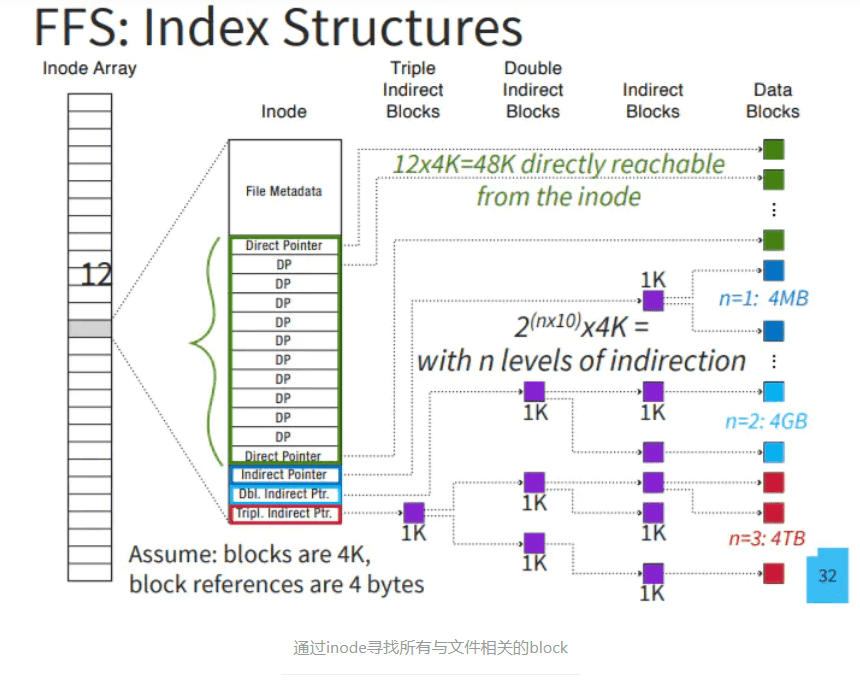 FFS: Index Structures
Inode Array
Inode
Triple
Indirect
Blocks
Double
Indirect
Blocks
Indirect
Blocks
Data
Blocks
File Metadata
12x4K=48K directly reachable
from the inode
12
Direct Pointer
DP
DP
DP
DP
DP
DP
DP
DP
DP
DP
Direct Pointer
Indirect Pointer
Dbl. Indirect Ptr.
Tripl. Indirect Ptr.
1K
n=1: 4MB
2^(nx10)x4K =
with n levels of indirection
1K
1K
n=2: 4GB
1K
1K
1K
n=3: 4TB
1K
1K
Assume: blocks are 4K,
block references are 4 bytes
32
通过inode寻找所有与文件相关的block